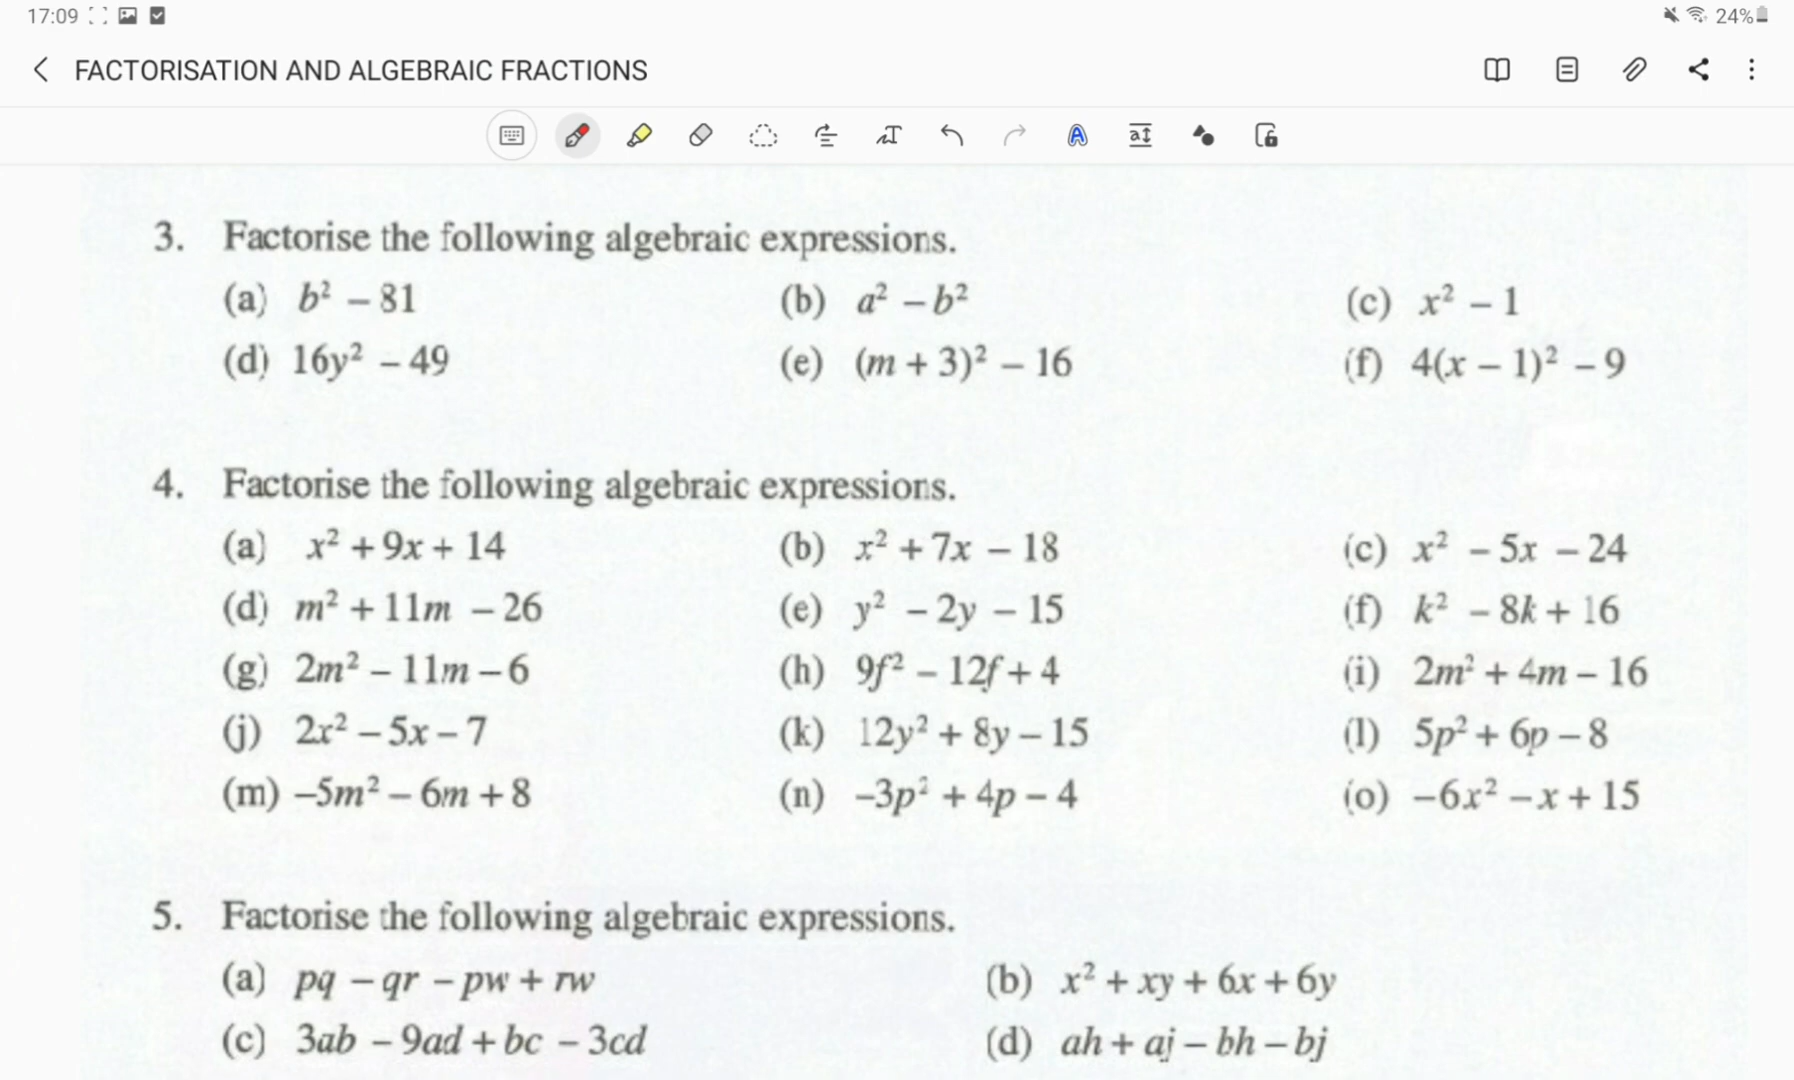 17:09 24%
FACTORISATION AND ALGEBRAIC FRACTIONS
3. Factorise the following algebraic expressions.
(a) b² – 81 (b) a² – b² (c) x² – 1
(d) 16y² – 49 (e) (m + 3)² – 16 (f) 4(x – 1)² – 9
4. Factorise the following algebraic expressions.
(a) x² + 9x + 14 (b) x² + 7x – 18 (c) x² – 5x – 24
(d) m² + 11m – 26 (e) y² – 2y – 15 (f) k² – 8k + 16
(g) 2m² – 11m – 6 (h) 9f² – 12f + 4 (i) 2m² + 4m – 16
(j) 2x² – 5x – 7 (k) 12y² + 8y – 15 (l) 5p² + 6p – 8
(m) –5m² – 6m + 8 (n) –3p² + 4p – 4 (o) –6x² – x + 15
5. Factorise the following algebraic expressions.
(a) pq – qr – pw + rw (b) x² + xy + 6x + 6y
(c) 3ab – 9ad + bc – 3cd (d) ah + aj – bh – bj